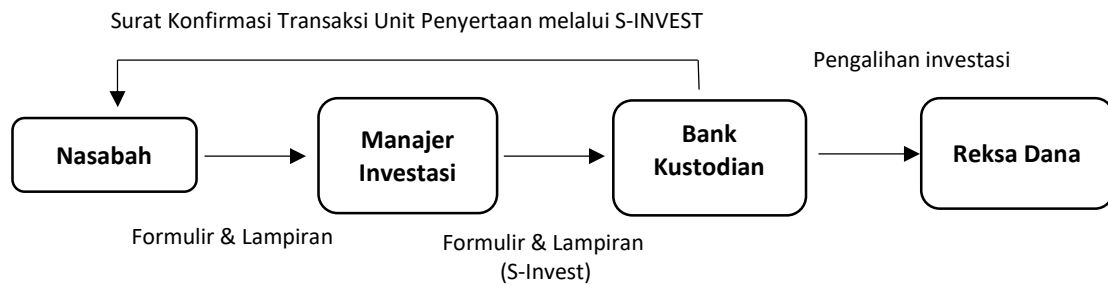 Surat Konfirmasi Transaksi Unit Penyertaan melalui S-INVEST
Pengalihan investasi
Nasabah
Manajer
Investasi
Bank
Kustodian
Reksa Dana
Formulir & Lampiran
Formulir & Lampiran
(S-Invest)